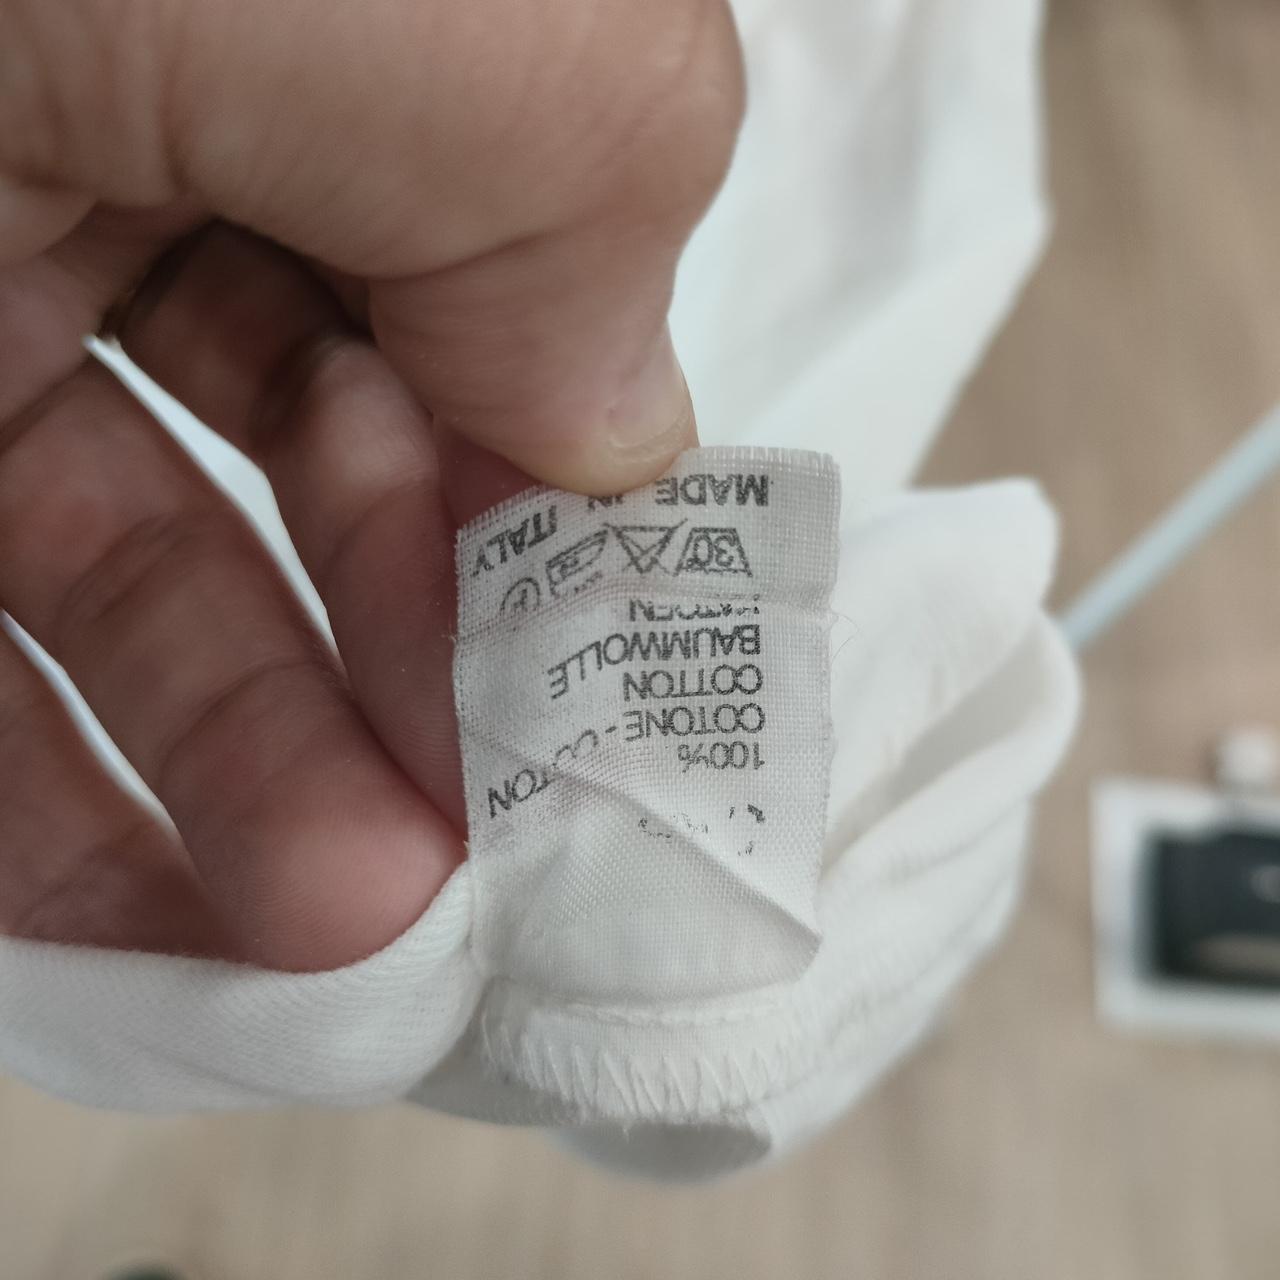 100%
COTONE - COTON
COTTON
BAUMWOLLE
30
MADE IN ITALY